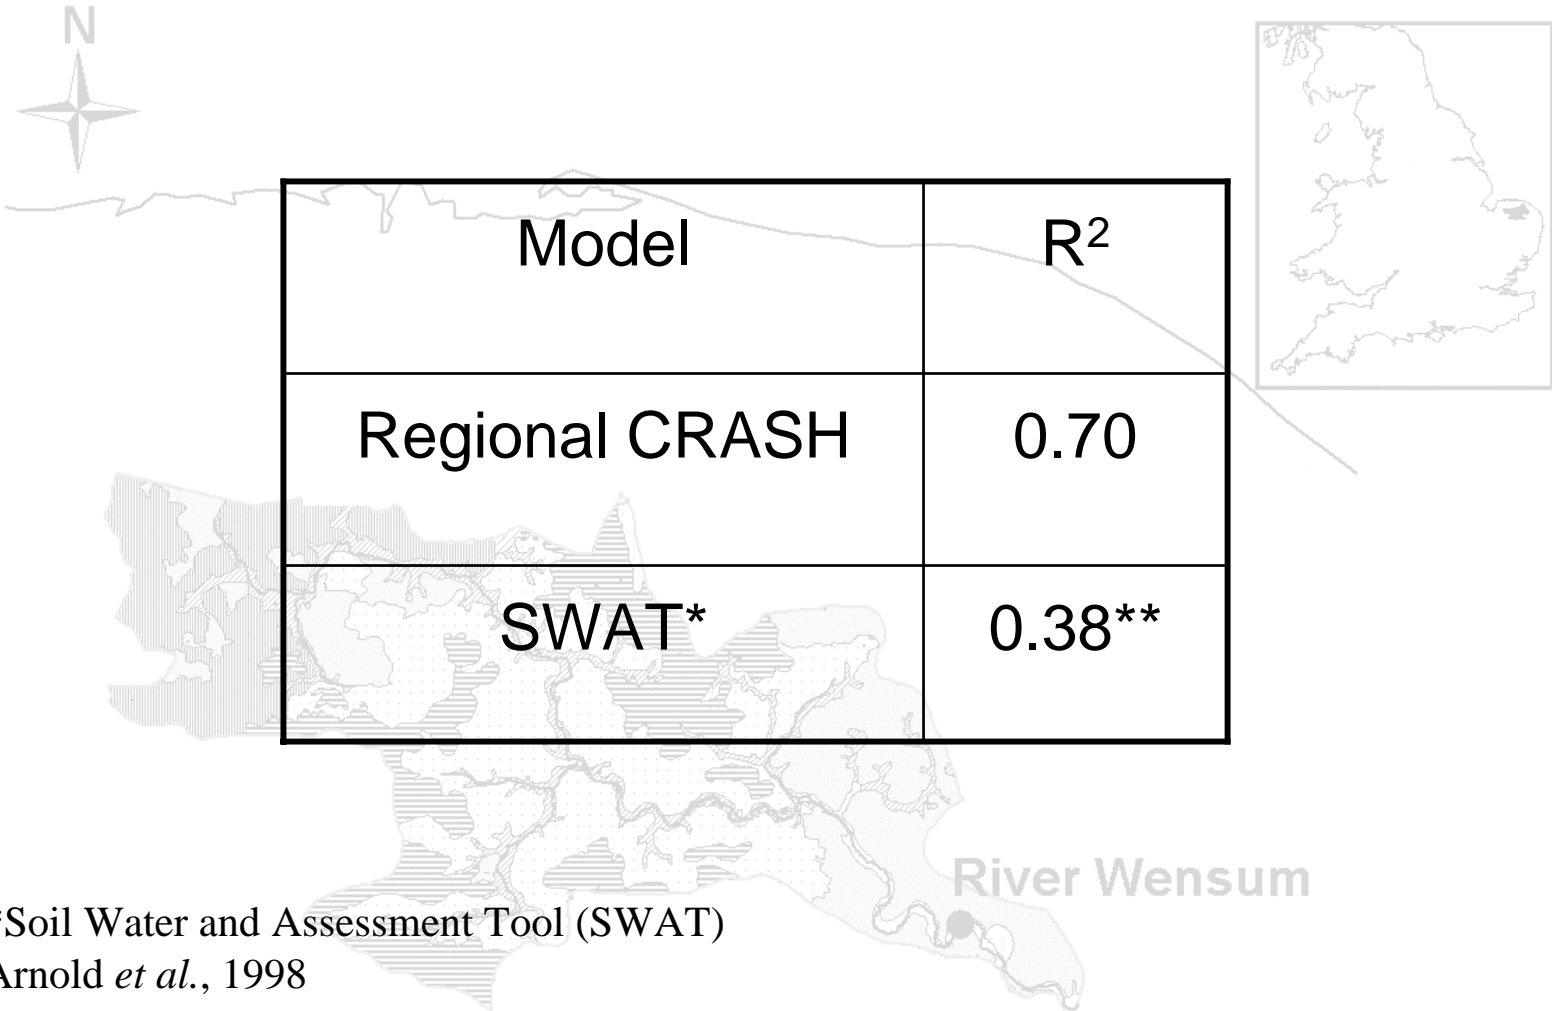 N
Model R²
Regional CRASH 0.70
SWAT* 0.38**
River Wensum
*Soil Water and Assessment Tool (SWAT)
Arnold et al., 1998